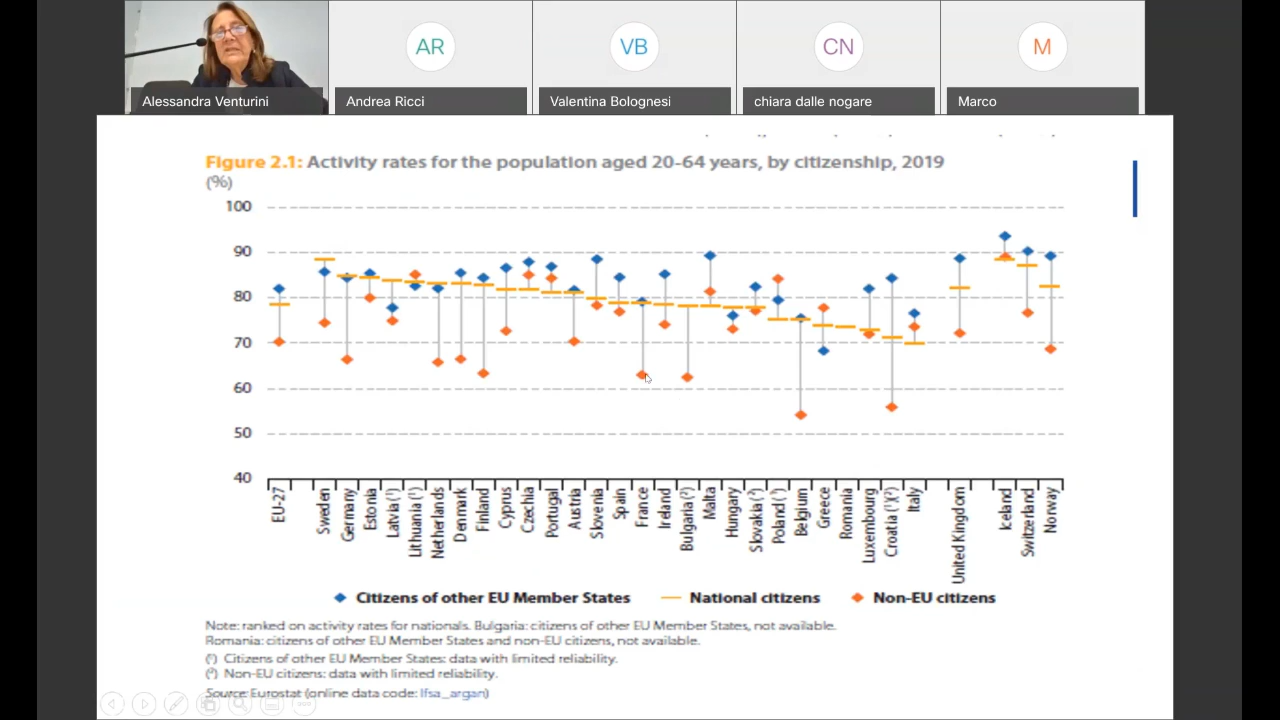 AR
VB
CN
M
Alessandra Venturini
Andrea Ricci
Valentina Bolognesi
chiara dalle nogare
Marco
Figure 2.1: Activity rates for the population aged 20–64 years, by citizenship, 2019
(%)
100
90
80
70
60
50
40
EU-27
Sweden
Germany
Estonia
Latvia (¹)
Lithuania (¹)
Netherlands
Denmark
Finland
Cyprus
Czechia
Portugal
Austria
Slovenia
Spain
France
Ireland
Bulgaria (²)
Malta
Hungary
Slovakia (²)
Poland (¹)
Belgium
Greece
Romania
Luxembourg
Croatia (¹)(²)
Italy
United Kingdom
Iceland
Switzerland
Norway
Citizens of other EU Member States
National citizens
Non-EU citizens
Note: ranked on activity rates for nationals. Bulgaria: citizens of other EU Member States, not available.
Romania: citizens of other EU Member States and non-EU citizens, not available.
(¹) Citizens of other EU Member States: data with limited reliability.
(²) Non-EU citizens: data with limited reliability.
Source: Eurostat (online data code: lfsa_argan)